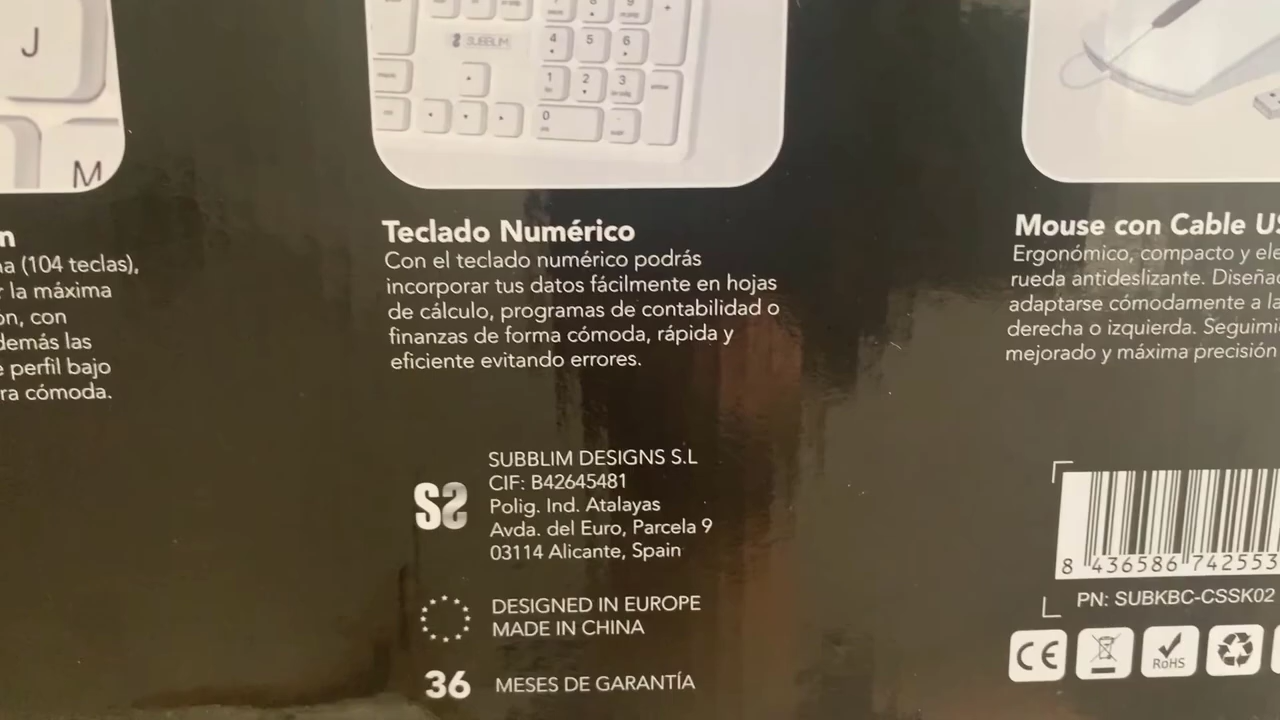 J
M
SUBBLIM
4
5
6
1
2
3
0
n
a (104 teclas),
r la máxima
ón, con
demás las
e perfil bajo
ra cómoda.
Teclado Numérico
Con el teclado numérico podrás
incorporar tus datos fácilmente en hojas
de cálculo, programas de contabilidad o
finanzas de forma cómoda, rápida y
eficiente evitando errores.
Mouse con Cable US
Ergonómico, compacto y ele
rueda antideslizante. Diseñad
adaptarse cómodamente a la
derecha o izquierda. Seguimi
mejorado y máxima precisión
SUBBLIM DESIGNS S.L
CIF: B42645481
Polig. Ind. Atalayas
Avda. del Euro, Parcela 9
03114 Alicante, Spain
DESIGNED IN EUROPE
MADE IN CHINA
36 MESES DE GARANTÍA
8 436586 742553
PN: SUBKBC-CSSK02
CE
RoHS